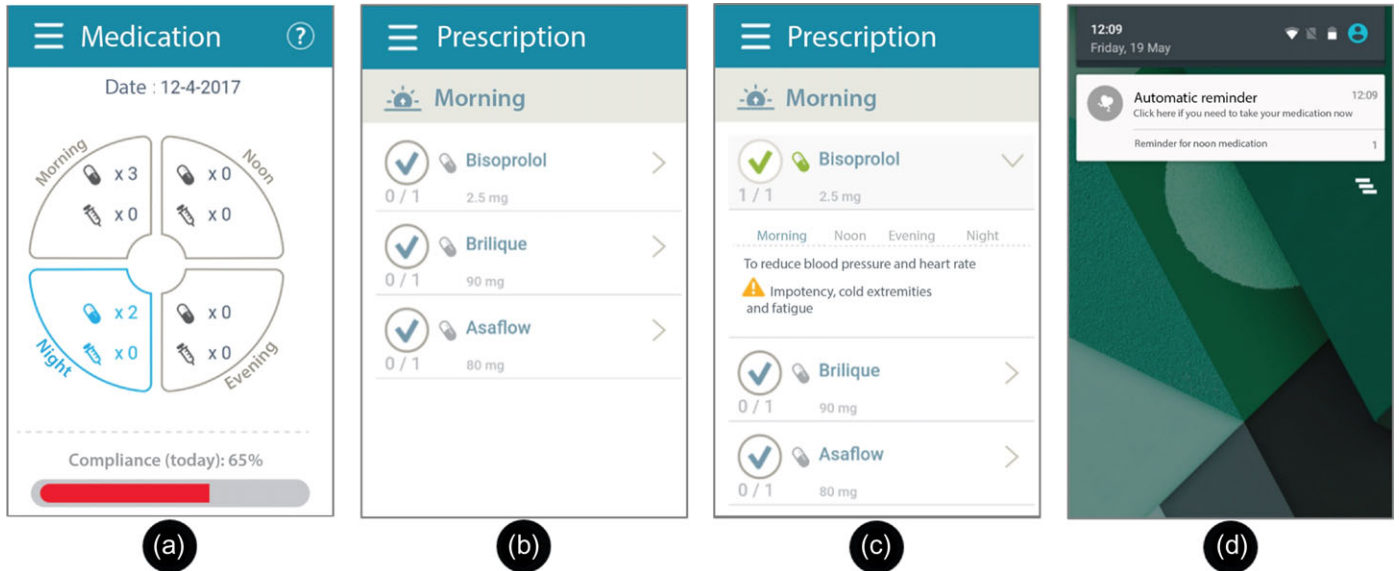 Medication ?
Date : 12-4-2017
Morning
x 3
x 0
Noon
x 0
x 0
Night
x 2
x 0
Evening
x 0
x 0
Compliance (today): 65%
(a)
Prescription
Morning
Bisoprolol
0 / 1 2.5 mg
Brilique
0 / 1 90 mg
Asaflow
0 / 1 80 mg
(b)
Prescription
Morning
Bisoprolol
1 / 1 2.5 mg
Morning Noon Evening Night
To reduce blood pressure and heart rate
Impotency, cold extremities
and fatigue
Brilique
0 / 1 90 mg
Asaflow
0 / 1 80 mg
(c)
12:09
Friday, 19 May
Automatic reminder 12:09
Click here if you need to take your medication now
Reminder for noon medication 1
(d)